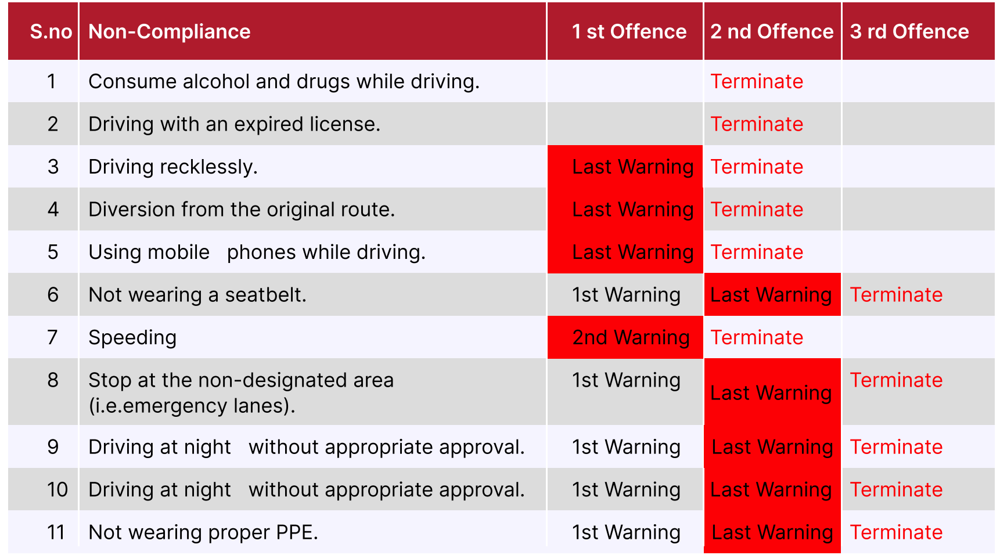 S.no Non-Compliance 1 st Offence 2 nd Offence 3 rd Offence
1 Consume alcohol and drugs while driving. Terminate
2 Driving with an expired license. Terminate
3 Driving recklessly. Last Warning Terminate
4 Diversion from the original route. Last Warning Terminate
5 Using mobile phones while driving. Last Warning Terminate
6 Not wearing a seatbelt. 1st Warning Last Warning Terminate
7 Speeding 2nd Warning Terminate
8 Stop at the non-designated area 1st Warning Last Warning Terminate
(i.e.emergency lanes).
9 Driving at night without appropriate approval. 1st Warning Last Warning Terminate
10 Driving at night without appropriate approval. 1st Warning Last Warning Terminate
11 Not wearing proper PPE. 1st Warning Last Warning Terminate